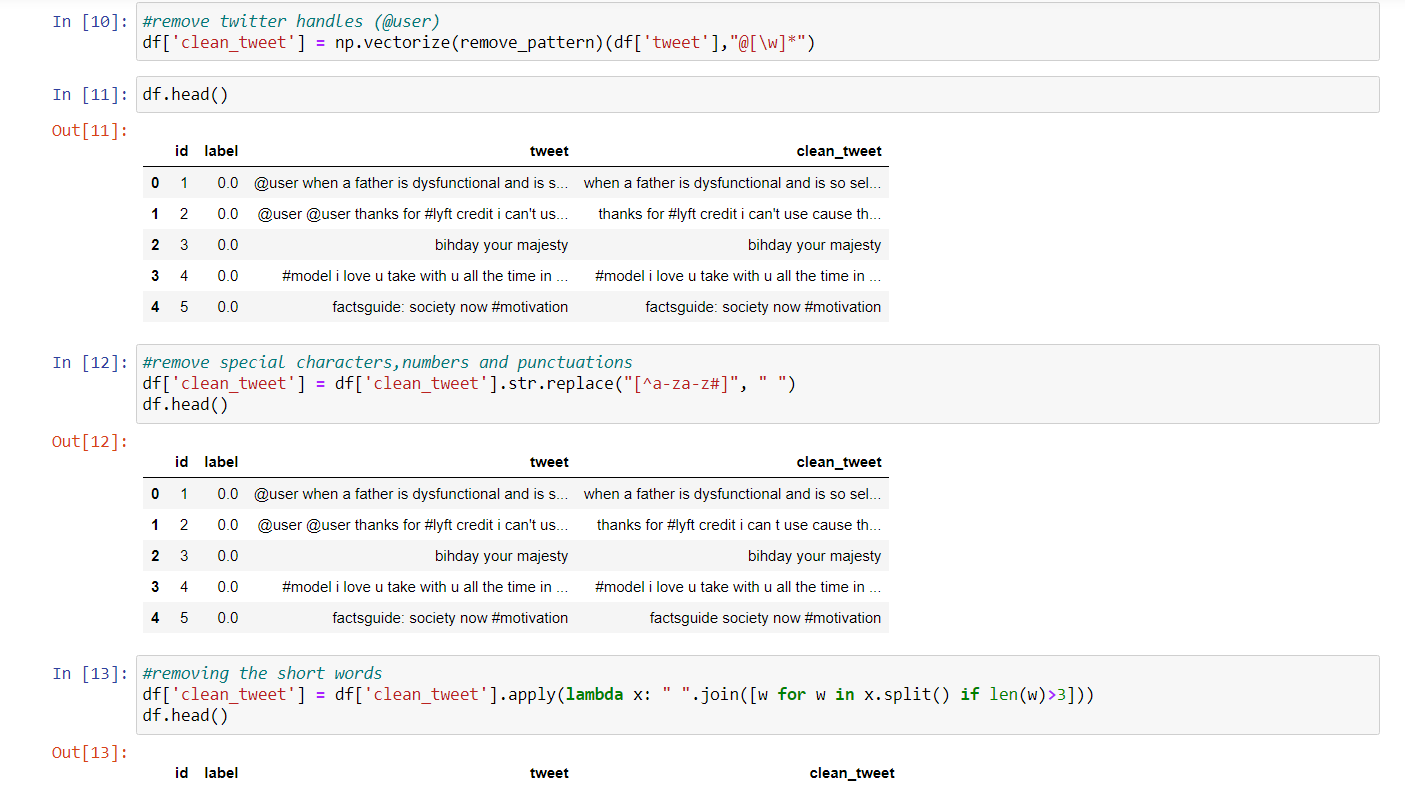 In [10]: #remove twitter handles (@user)
df['clean_tweet'] = np.vectorize(remove_pattern)(df['tweet'],"@[\w]*")
In [11]: df.head()
Out[11]:
id label tweet clean_tweet
0 1 0.0 @user when a father is dysfunctional and is s... when a father is dysfunctional and is so sel...
1 2 0.0 @user @user thanks for #lyft credit i can't us... thanks for #lyft credit i can't use cause th...
2 3 0.0 bihday your majesty bihday your majesty
3 4 0.0 #model i love u take with u all the time in ... #model i love u take with u all the time in ...
4 5 0.0 factsguide: society now #motivation factsguide: society now #motivation
In [12]: #remove special characters,numbers and punctuations
df['clean_tweet'] = df['clean_tweet'].str.replace("[^a-za-z#]", " ")
df.head()
Out[12]:
id label tweet clean_tweet
0 1 0.0 @user when a father is dysfunctional and is s... when a father is dysfunctional and is so sel...
1 2 0.0 @user @user thanks for #lyft credit i can't us... thanks for #lyft credit i can t use cause th...
2 3 0.0 bihday your majesty bihday your majesty
3 4 0.0 #model i love u take with u all the time in ... #model i love u take with u all the time in ...
4 5 0.0 factsguide: society now #motivation factsguide society now #motivation
In [13]: #removing the short words
df['clean_tweet'] = df['clean_tweet'].apply(lambda x: " ".join([w for w in x.split() if len(w)>3]))
df.head()
Out[13]:
id label tweet clean_tweet